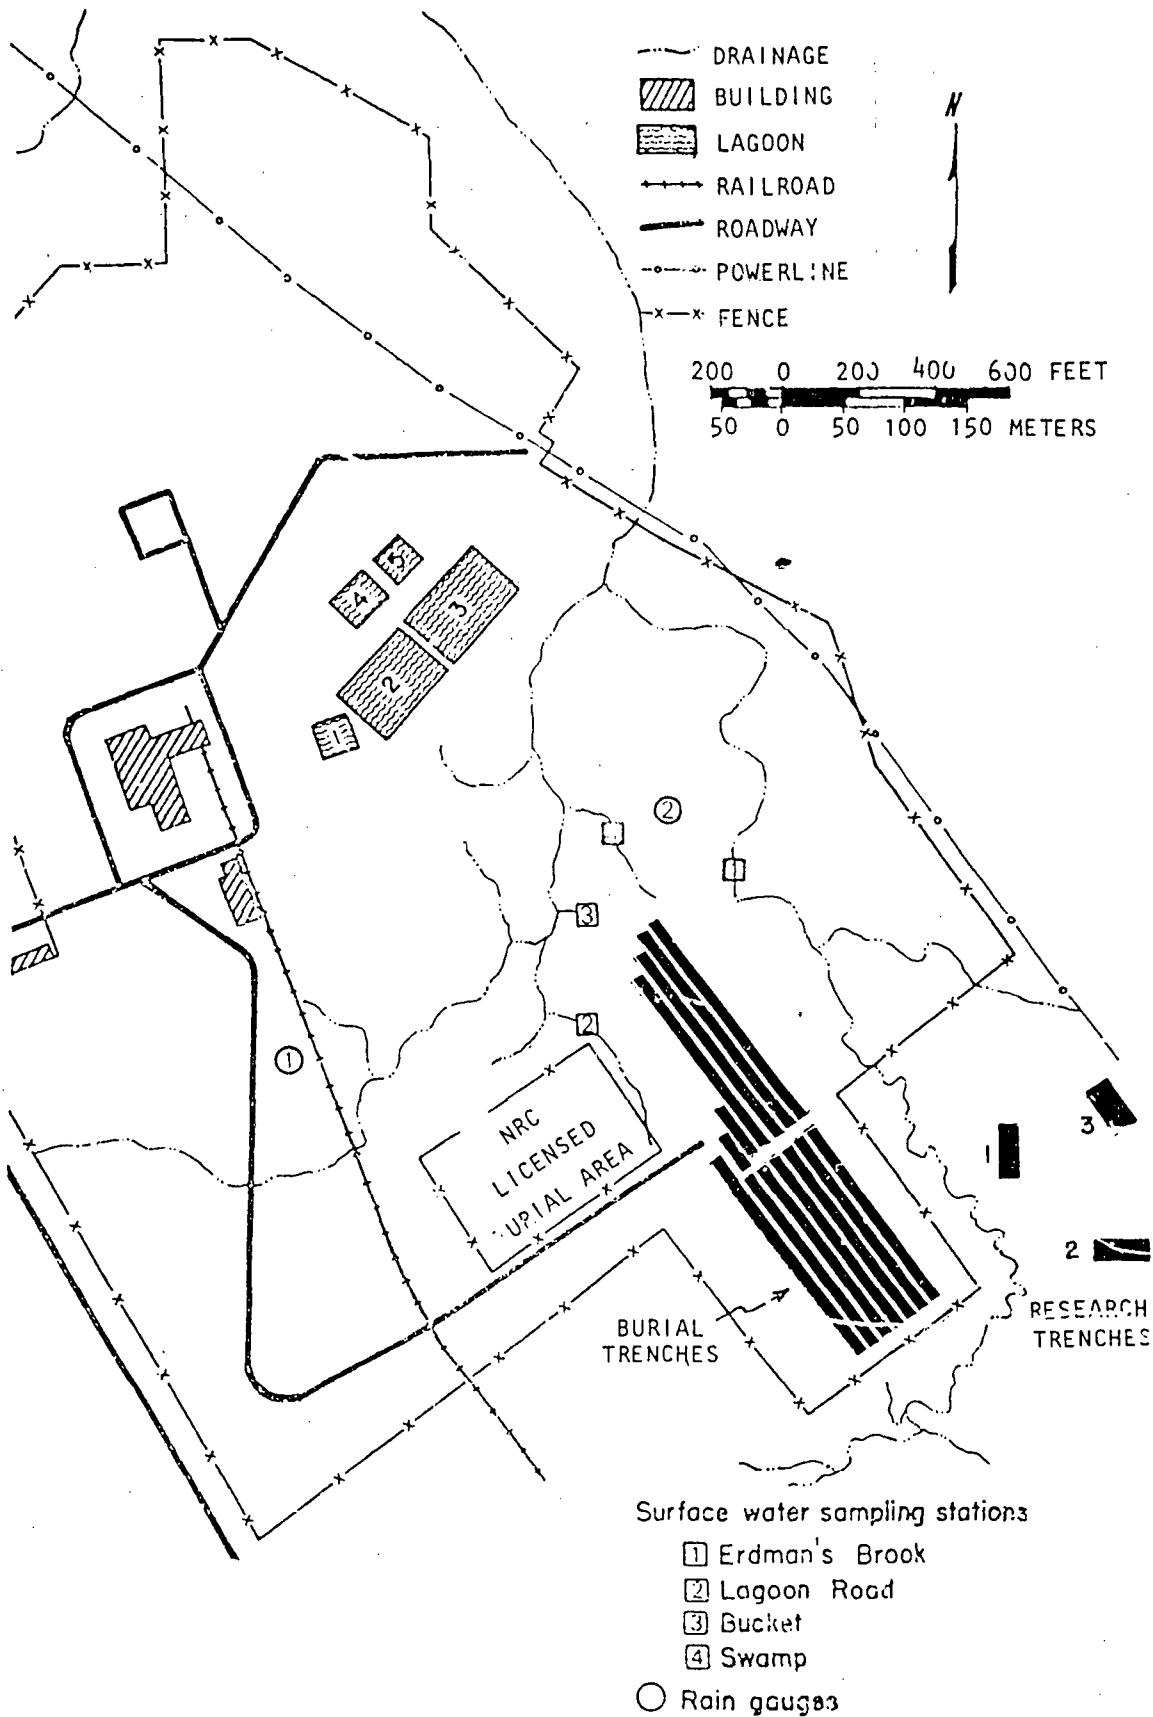 DRAINAGE
BUILDING
N
LAGOON
RAILROAD
ROADWAY
POWERLINE
FENCE
200 0 200 400 600 FEET
50 0 50 100 150 METERS
5
4
3
2
1
2
1
3
2
1
3
1
2
NRC
LICENSED
BURIAL AREA
BURIAL
TRENCHES
RESEARCH
TRENCHES
Surface water sampling stations
1 Erdman's Brook
2 Lagoon Road
3 Bucket
4 Swamp
Rain gauges